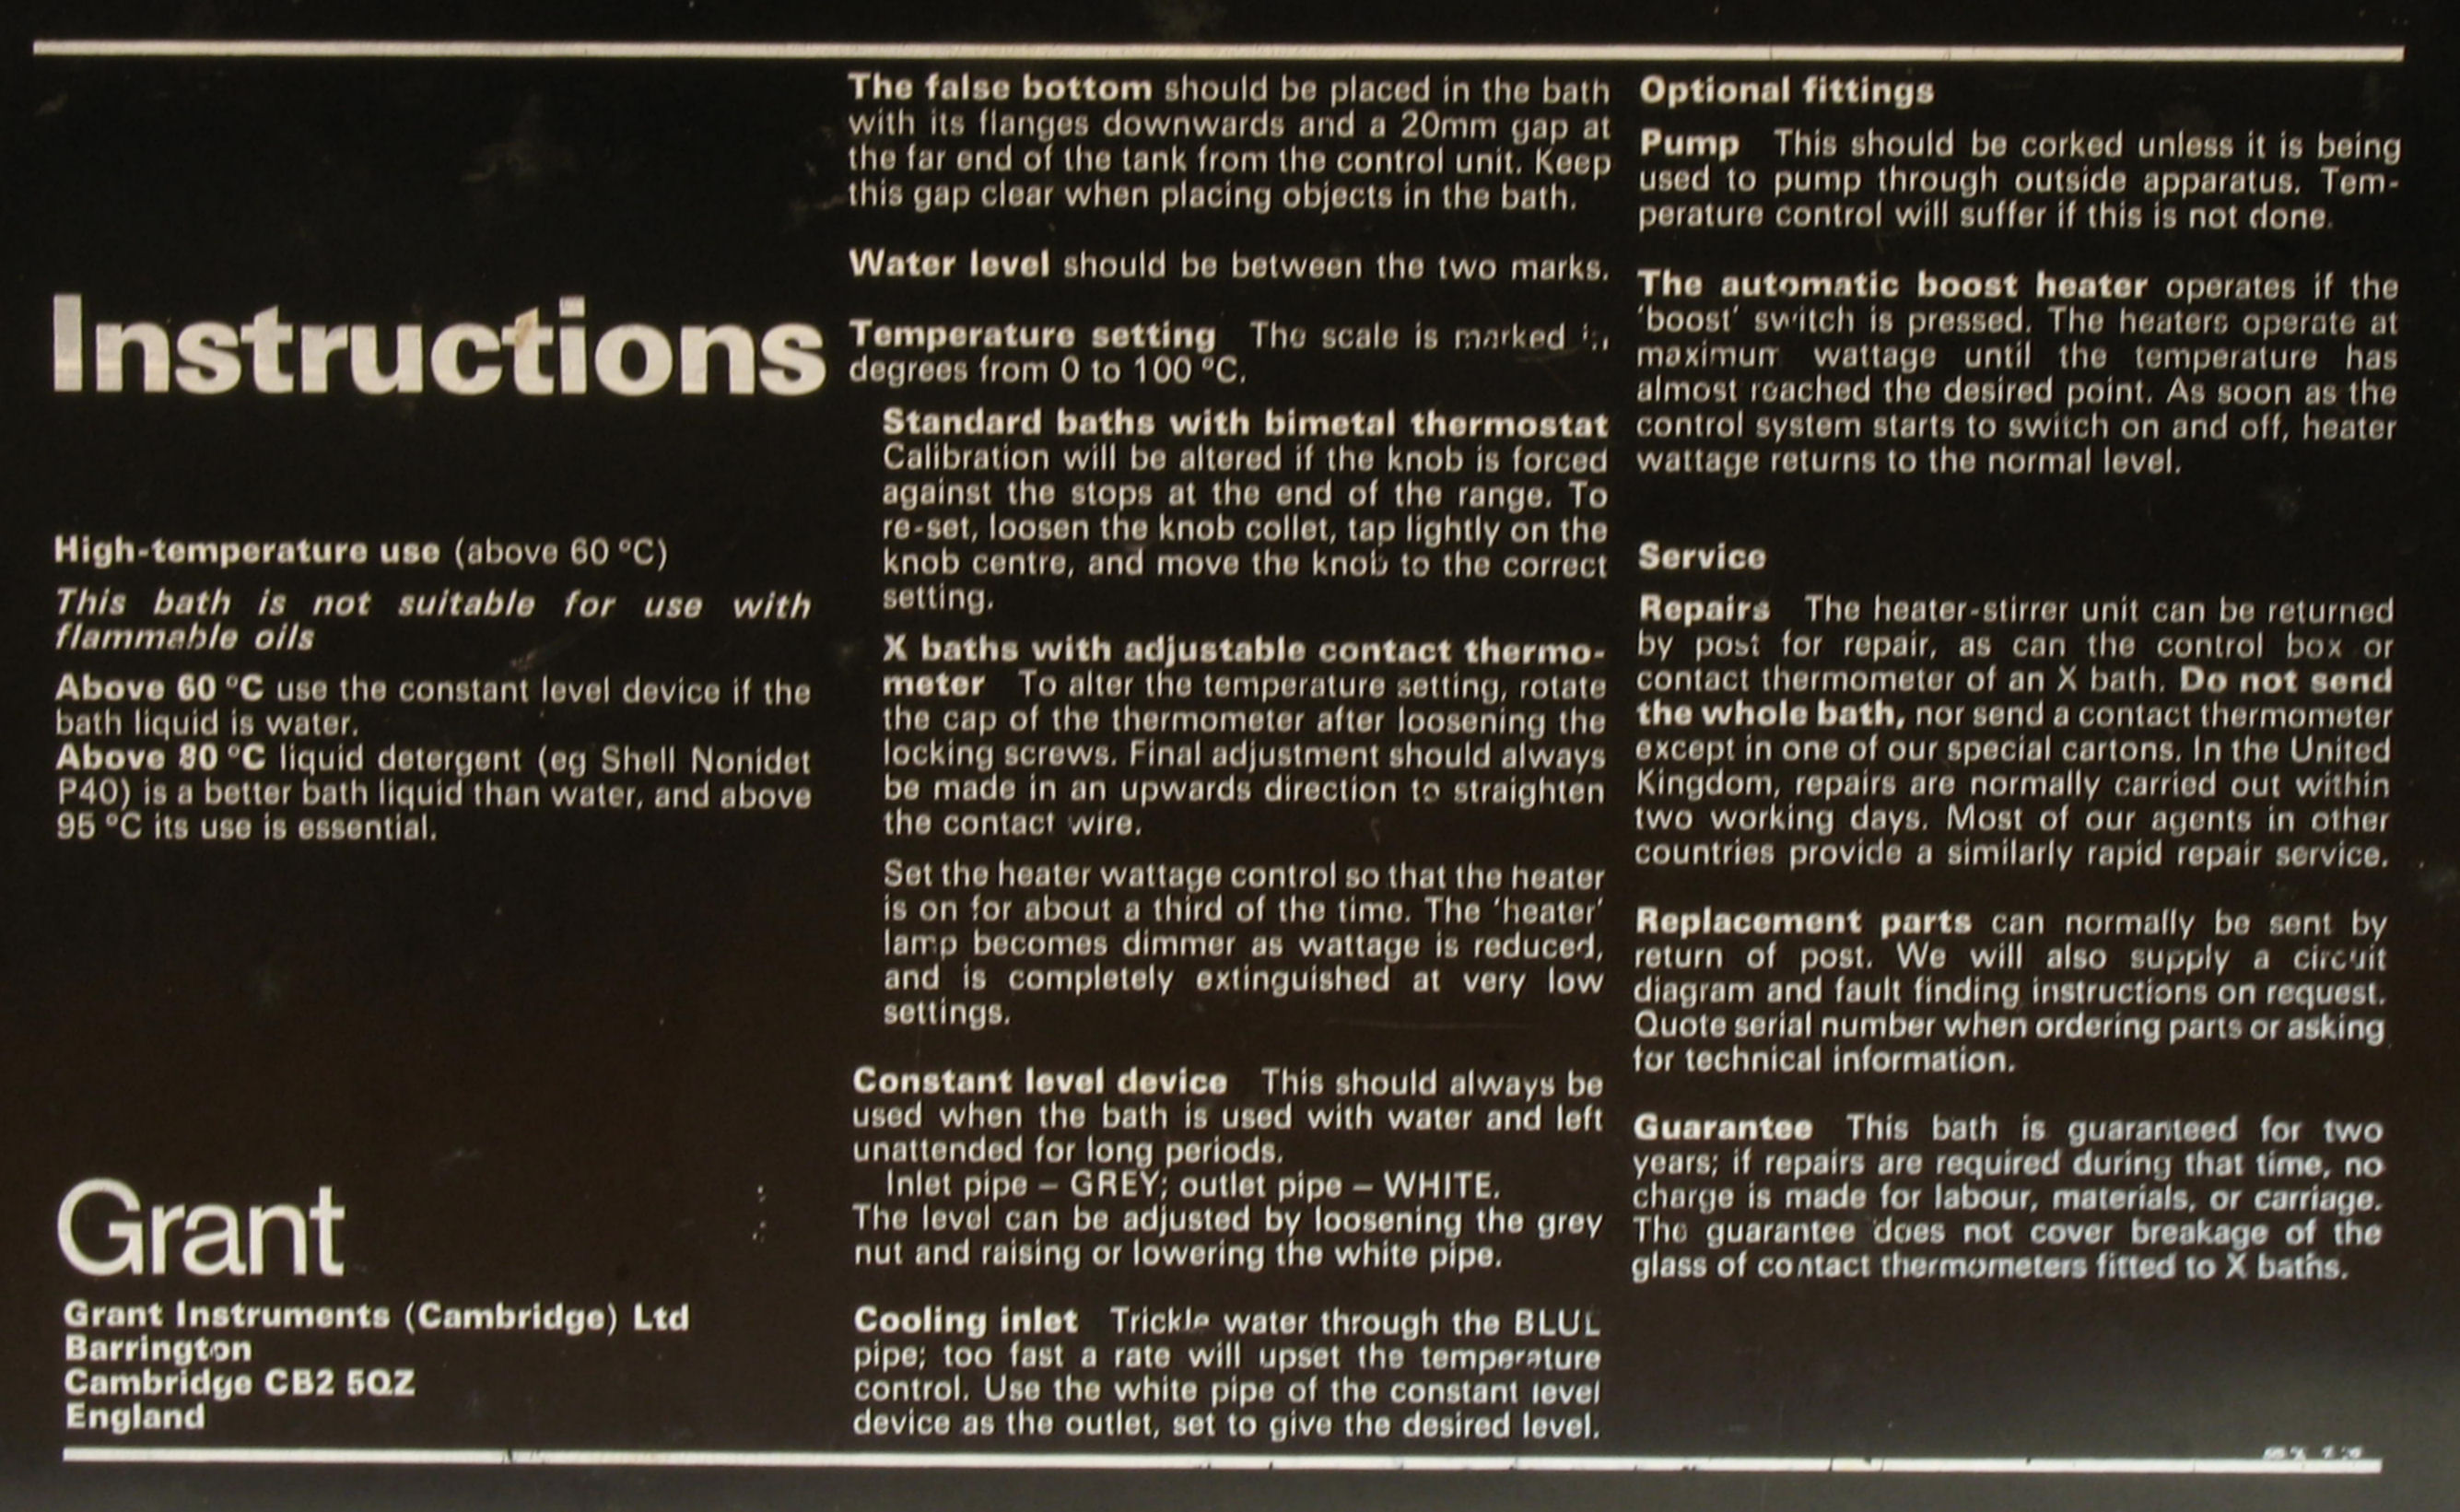 Instructions
High-temperature use (above 60 °C)
This bath is not suitable for use with
flammable oils
Above 60 °C use the constant level device if the
bath liquid is water.
Above 80 °C liquid detergent (eg Shell Nonidet
P40) is a better bath liquid than water, and above
95 °C its use is essential.
Grant
Grant Instruments (Cambridge) Ltd
Barrington
Cambridge CB2 5QZ
England
The false bottom should be placed in the bath
with its flanges downwards and a 20mm gap at
the far end of the tank from the control unit. Keep
this gap clear when placing objects in the bath.
Water level should be between the two marks.
Temperature setting The scale is marked in
degrees from 0 to 100 °C.
Standard baths with bimetal thermostat
Calibration will be altered if the knob is forced
against the stops at the end of the range. To
re-set, loosen the knob collet, tap lightly on the
knob centre, and move the knob to the correct
setting.
X baths with adjustable contact thermo-
meter To alter the temperature setting, rotate
the cap of the thermometer after loosening the
locking screws. Final adjustment should always
be made in an upwards direction to straighten
the contact wire.
Set the heater wattage control so that the heater
is on for about a third of the time. The 'heater'
lamp becomes dimmer as wattage is reduced,
and is completely extinguished at very low
settings.
Constant level device This should always be
used when the bath is used with water and left
unattended for long periods.
Inlet pipe – GREY; outlet pipe – WHITE.
The level can be adjusted by loosening the grey
nut and raising or lowering the white pipe.
Cooling inlet Trickle water through the BLUE
pipe; too fast a rate will upset the temperature
control. Use the white pipe of the constant level
device as the outlet, set to give the desired level.
Optional fittings
Pump This should be corked unless it is being
used to pump through outside apparatus. Tem-
perature control will suffer if this is not done.
The automatic boost heater operates if the
'boost' switch is pressed. The heaters operate at
maximum wattage until the temperature has
almost reached the desired point. As soon as the
control system starts to switch on and off, heater
wattage returns to the normal level.
Service
Repairs The heater-stirrer unit can be returned
by post for repair, as can the control box or
contact thermometer of an X bath. Do not send
the whole bath, nor send a contact thermometer
except in one of our special cartons. In the United
Kingdom, repairs are normally carried out within
two working days. Most of our agents in other
countries provide a similarly rapid repair service.
Replacement parts can normally be sent by
return of post. We will also supply a circuit
diagram and fault finding instructions on request.
Quote serial number when ordering parts or asking
for technical information.
Guarantee This bath is guaranteed for two
years; if repairs are required during that time, no
charge is made for labour, materials, or carriage.
The guarantee does not cover breakage of the
glass of contact thermometers fitted to X baths.